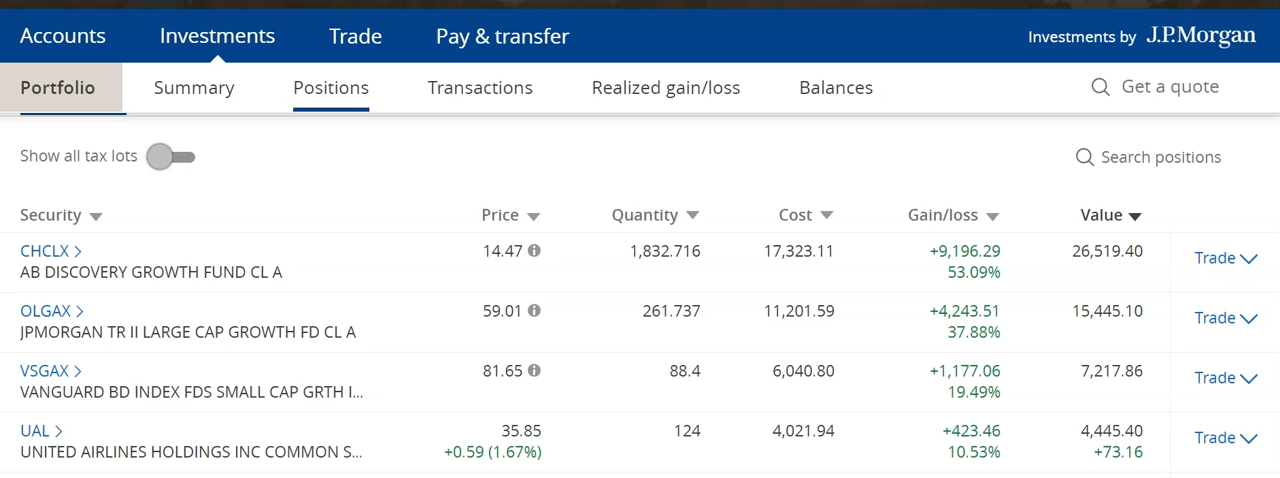 Accounts Investments Trade Pay & transfer Investments by J.P.Morgan
Portfolio Summary Positions Transactions Realized gain/loss Balances Get a quote
Show all tax lots Search positions
Security Price Quantity Cost Gain/loss Value
CHCLX 14.47 1,832.716 17,323.11 +9,196.29 26,519.40 Trade
AB DISCOVERY GROWTH FUND CL A 53.09%
OLGAX 59.01 261.737 11,201.59 +4,243.51 15,445.10 Trade
JPMORGAN TR II LARGE CAP GROWTH FD CL A 37.88%
VSGAX 81.65 88.4 6,040.80 +1,177.06 7,217.86 Trade
VANGUARD BD INDEX FDS SMALL CAP GRTH I... 19.49%
UAL 35.85 124 4,021.94 +423.46 4,445.40 Trade
UNITED AIRLINES HOLDINGS INC COMMON S... +0.59 (1.67%) 10.53% +73.16